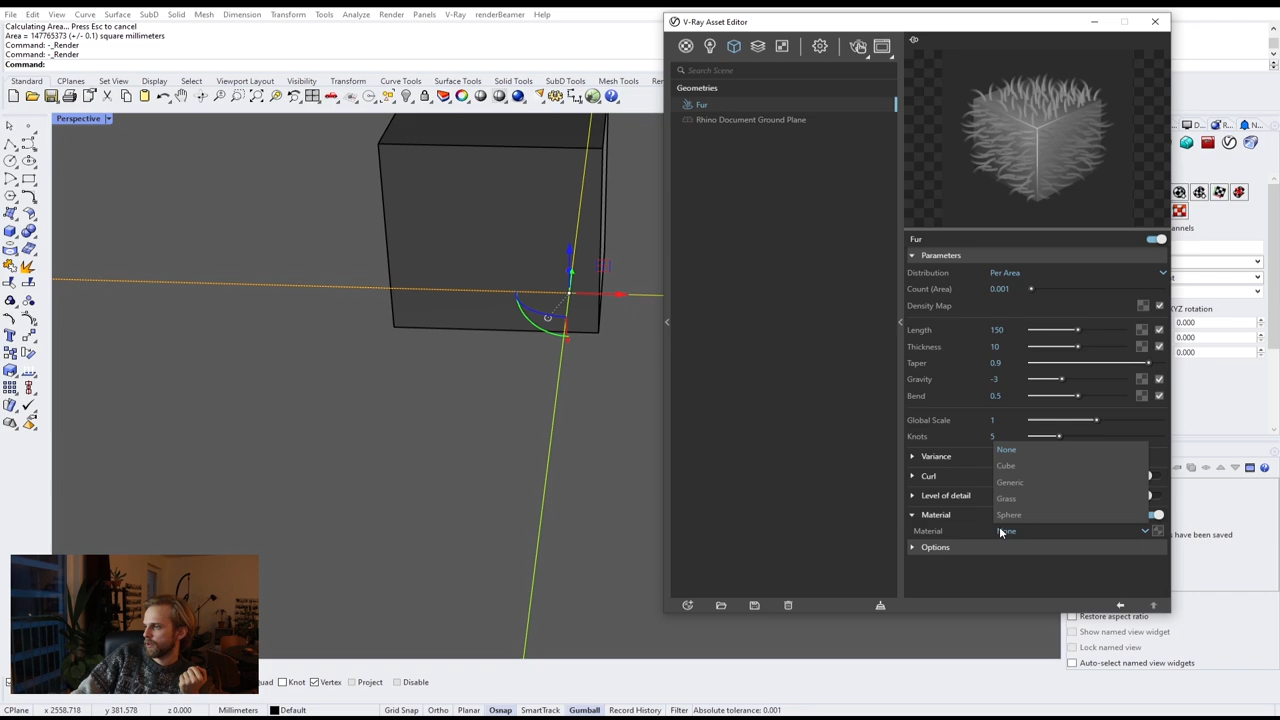 File Edit View Curve Surface SubD Solid Mesh Dimension Transform Tools Analyze Render Panels V-Ray renderBeamer Window Help
Calculating Area... Press Esc to cancel
Area = 147765373 (+/- 0.1) square millimeters
Command: -_Render
Command: -_Render
Command:
Standard CPlanes Set View Display Select Viewport Layout Visibility Transform Curve Tools Surface Tools Solid Tools SubD Tools Mesh Tools
Perspective
V-Ray Asset Editor
Search Scene
Geometries
Fur
Rhino Document Ground Plane
Fur
Parameters
Distribution Per Area
Count (Area) 0.001
Density Map
Length 150
Thickness 10
Taper 0.9
Gravity -3
Bend 0.5
Global Scale 1
Knots 5
Variance
Curl
Level of detail
Material
None
Cube
Generic
Grass
Sphere
Material None
Options
XYZ rotation
0.000
0.000
0.000
have been saved
Restore aspect ratio
Show named view widget
Lock named view
Auto-select named view widgets
Knot Vertex Project Disable
CPlane x 2558.718 y 381.578 z 0.000 Millimeters Default Grid Snap Ortho Planar Osnap SmartTrack Gumball Record History Filter Absolute tolerance: 0.001